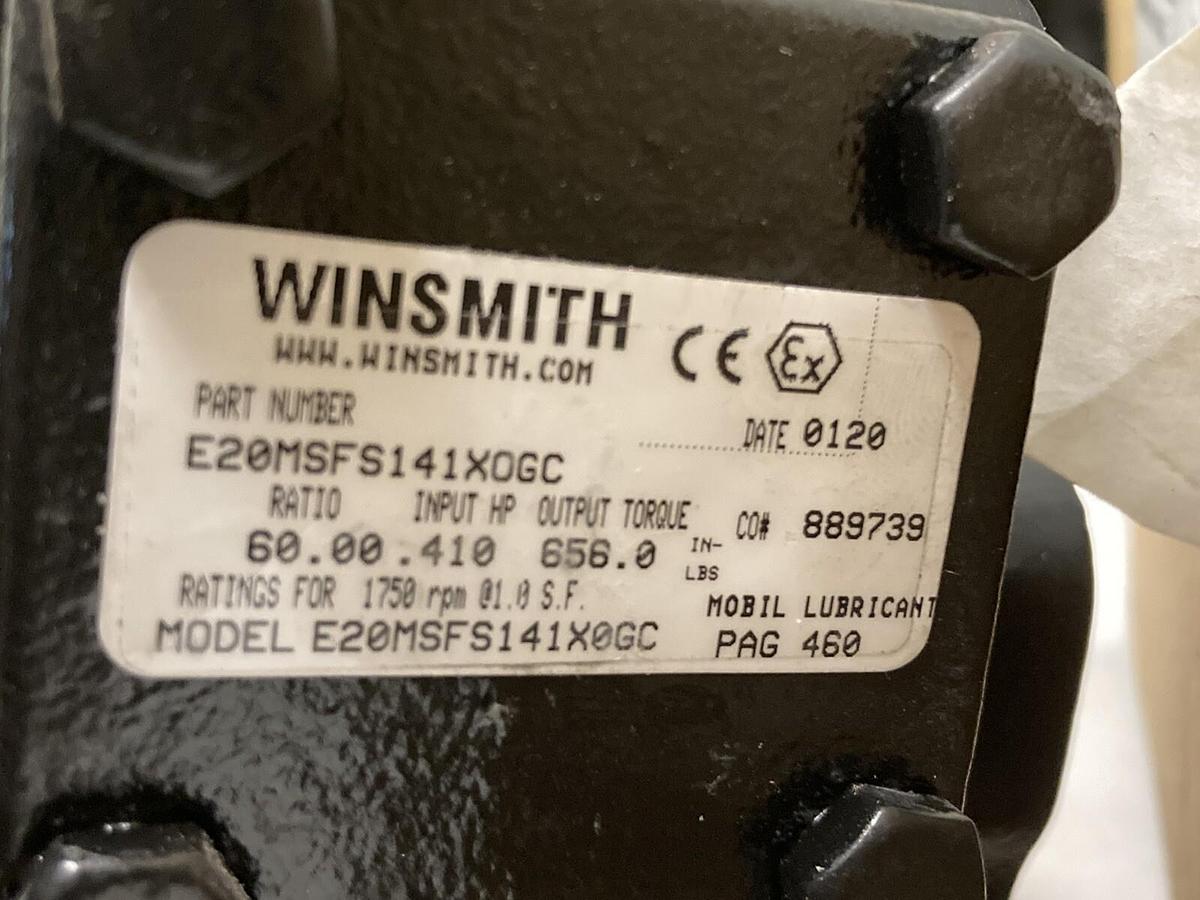 WINSMITH
WWW.WINSMITH.COM
CE Ex
PART NUMBER
DATE 0120
E20MSFS141X0GC
RATIO INPUT HP OUTPUT TORQUE
CO# 889739
60.00 .410 656.0 IN-LBS
RATINGS FOR 1750 rpm @1.0 S.F.
MOBIL LUBRICANT
MODEL E20MSFS141X0GC
PAG 460